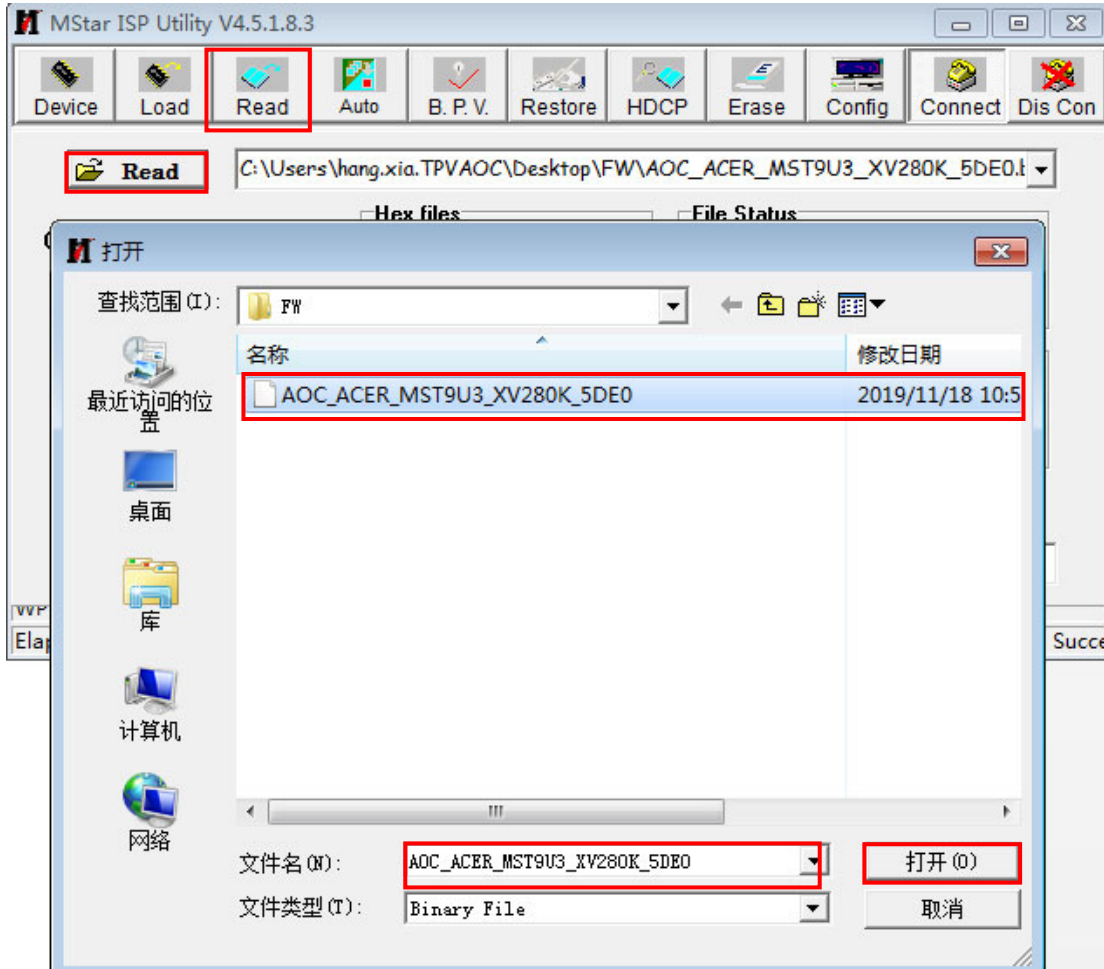 MStar ISP Utility V4.5.1.8.3
Device Load Read Auto B. P. V. Restore HDCP Erase Config Connect Dis Con
Read C:\Users\hang.xia.TPVAOC\Desktop\FW\AOC_ACER_MST9U3_XV280K_5DE0.b
Hex files File Status
打开
查找范围(I): FW
名称 修改日期
AOC_ACER_MST9U3_XV280K_5DE0 2019/11/18 10:5
最近访问的位
置
桌面
库
WP
Elap Succe
计算机
网络
文件名(N): AOC_ACER_MST9U3_XV280K_5DE0 打开(O)
文件类型(T): Binary File 取消